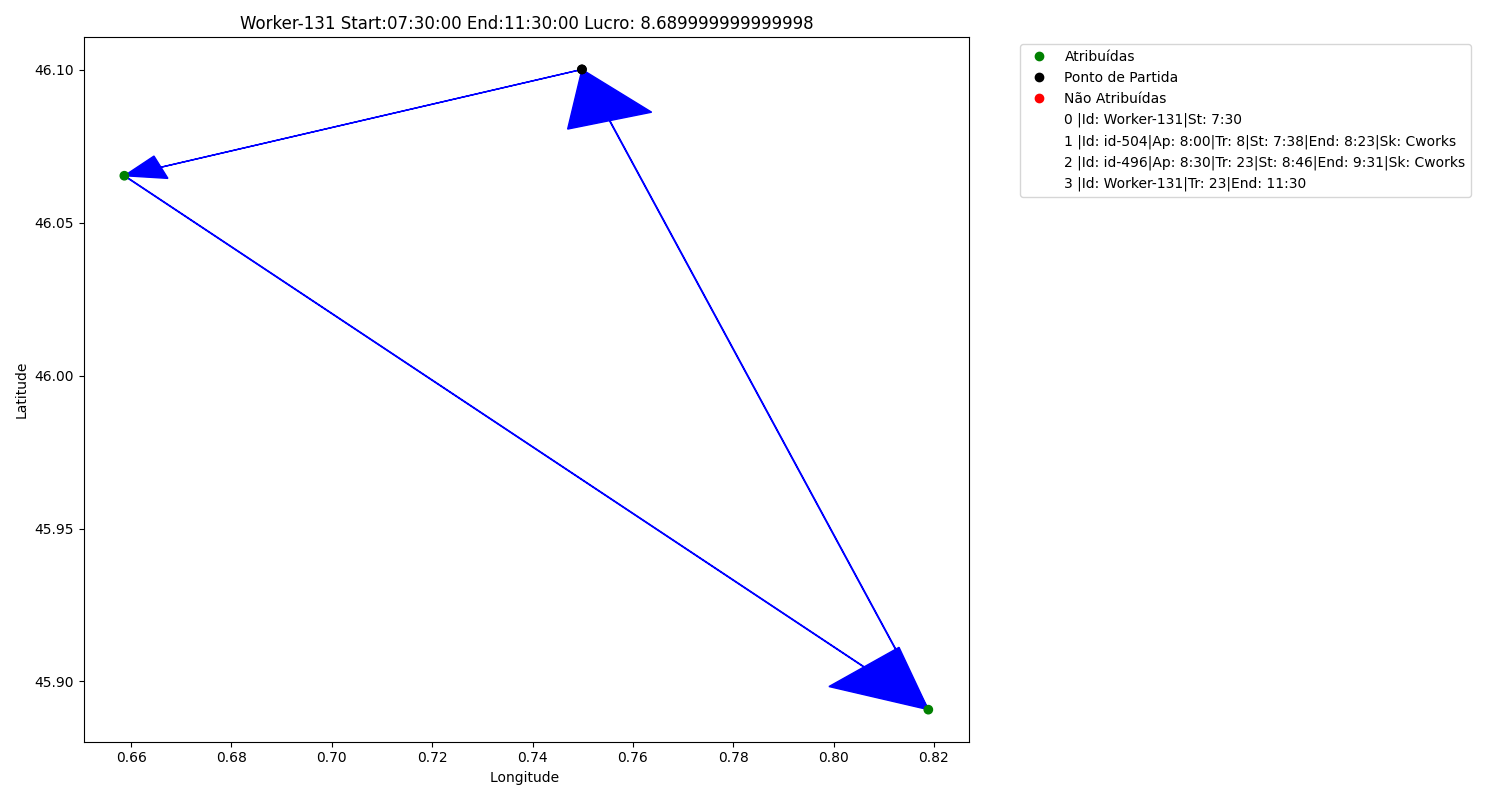 Worker-131 Start:07:30:00 End:11:30:00 Lucro: 8.689999999999998
Atribuídas
Ponto de Partida
Não Atribuídas
0 |Id: Worker-131|St: 7:30
1 |Id: id-504|Ap: 8:00|Tr: 8|St: 7:38|End: 8:23|Sk: Cworks
2 |Id: id-496|Ap: 8:30|Tr: 23|St: 8:46|End: 9:31|Sk: Cworks
3 |Id: Worker-131|Tr: 23|End: 11:30
46.10
46.05
46.00
45.95
45.90
Latitude
0.66 0.68 0.70 0.72 0.74 0.76 0.78 0.80 0.82
Longitude